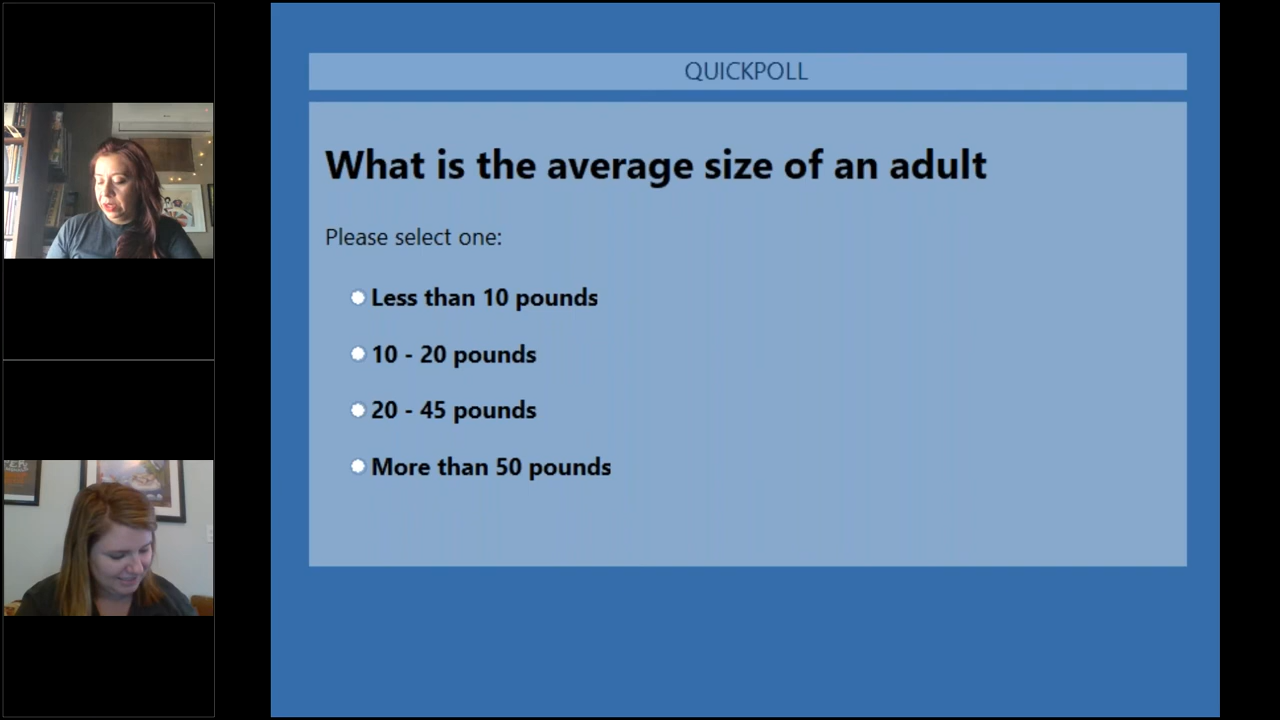 QUICKPOLL
What is the average size of an adult
Please select one:
Less than 10 pounds
10 - 20 pounds
20 - 45 pounds
More than 50 pounds